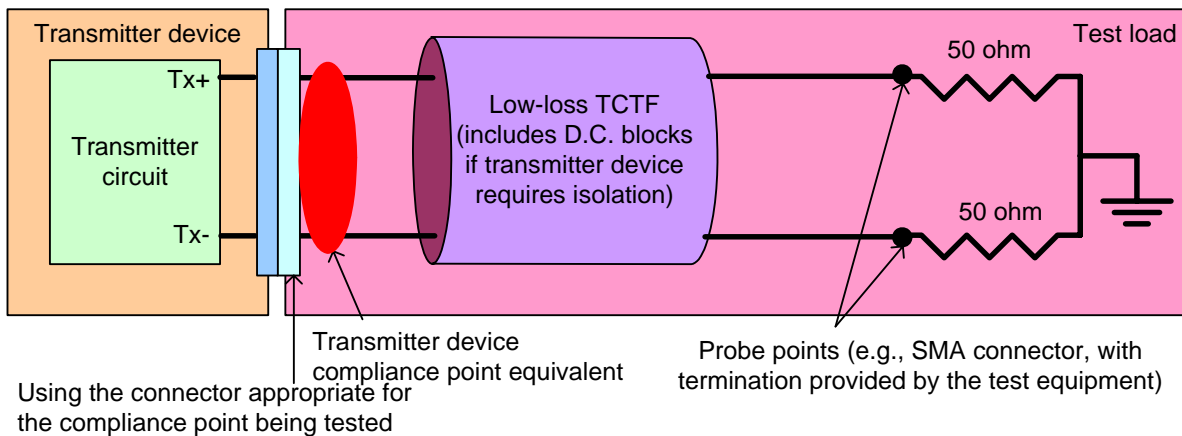 Transmitter device
Test load
Tx+
Transmitter
circuit
Tx-
Low-loss TCTF
(includes D.C. blocks
if transmitter device
requires isolation)
50 ohm
50 ohm
Transmitter device
compliance point equivalent
Using the connector appropriate for
the compliance point being tested
Probe points (e.g., SMA connector, with
termination provided by the test equipment)